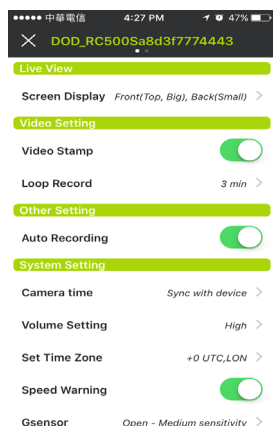 中華電信 4:27 PM 47%
DOD_RC500Sa8d3f7774443
Live View
Screen Display Front(Top, Big), Back(Small)
Video Setting
Video Stamp
Loop Record 3 min
Other Setting
Auto Recording
System Setting
Camera time Sync with device
Volume Setting High
Set Time Zone +0 UTC,LON
Speed Warning
Gsensor Open - Medium sensitivity